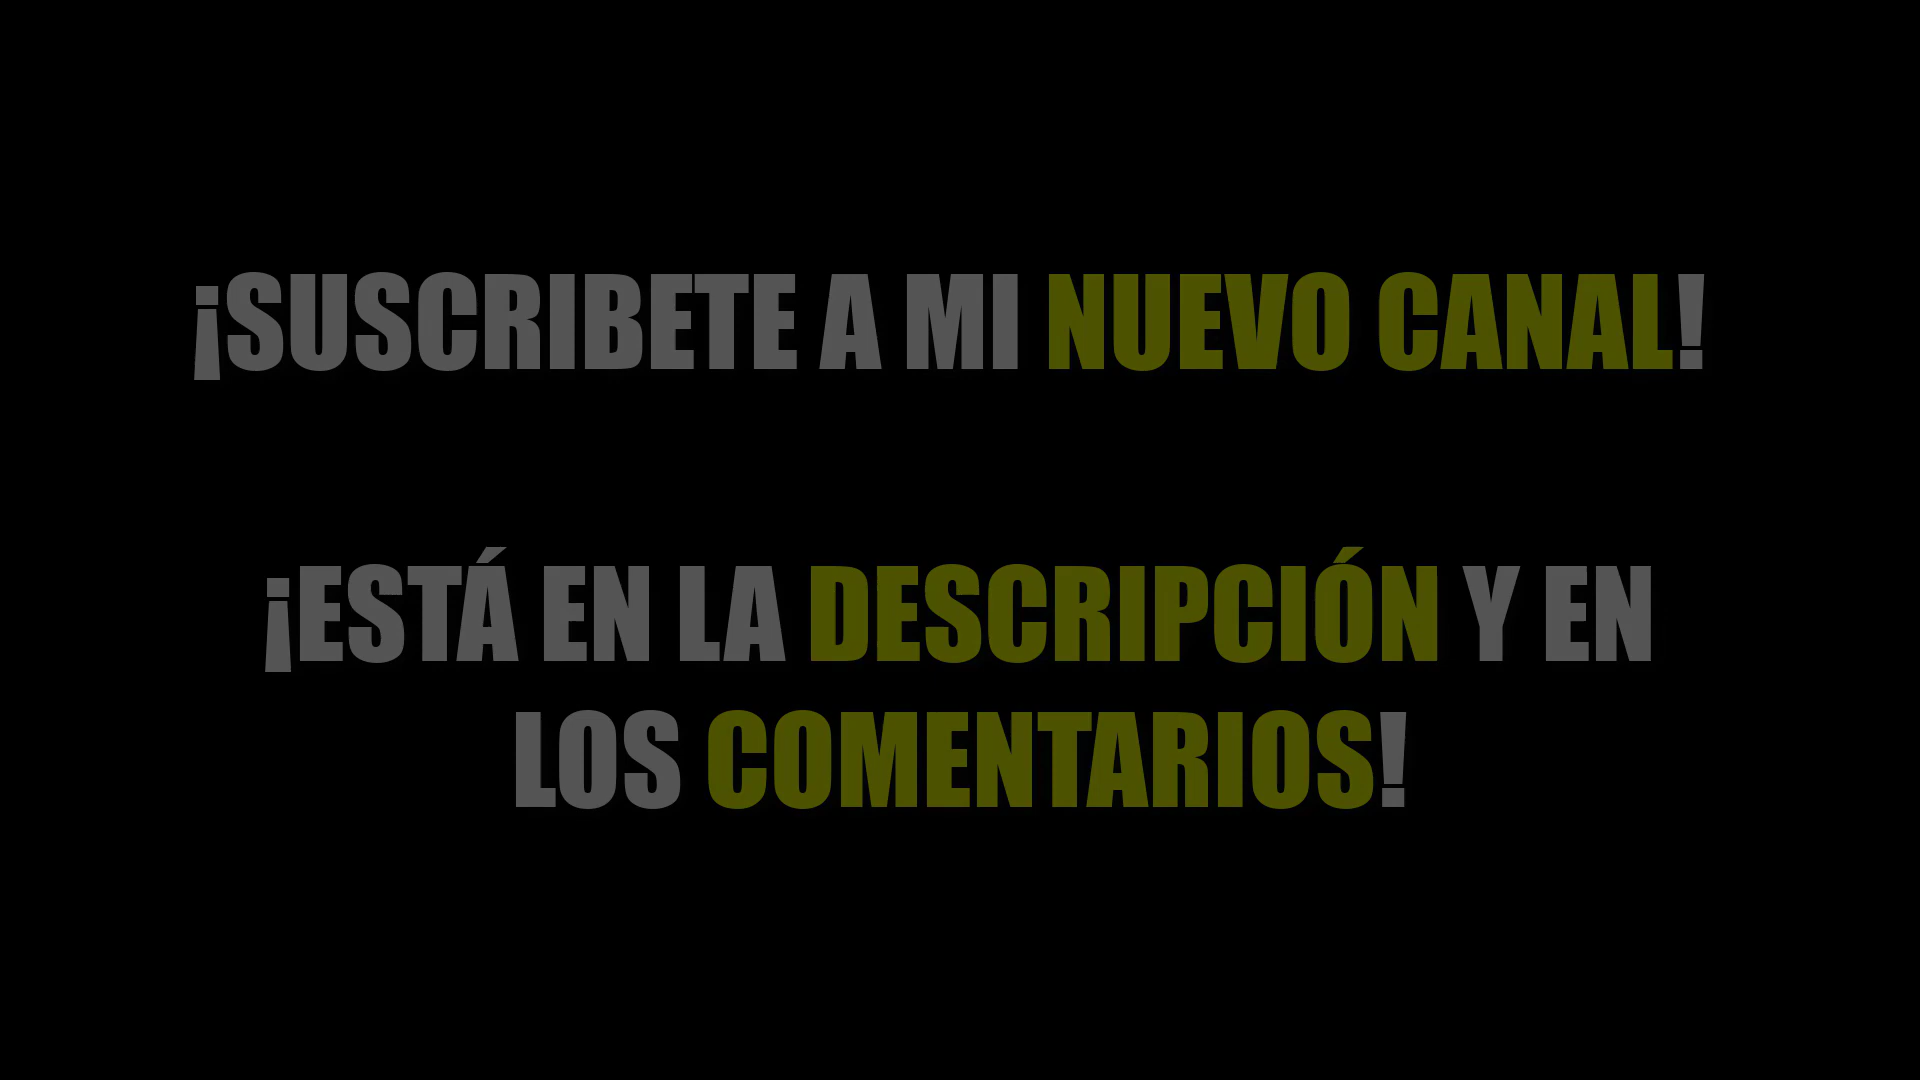 ¡SUSCRIBETE A MI NUEVO CANAL!
¡ESTÁ EN LA DESCRIPCIÓN Y EN
LOS COMENTARIOS!